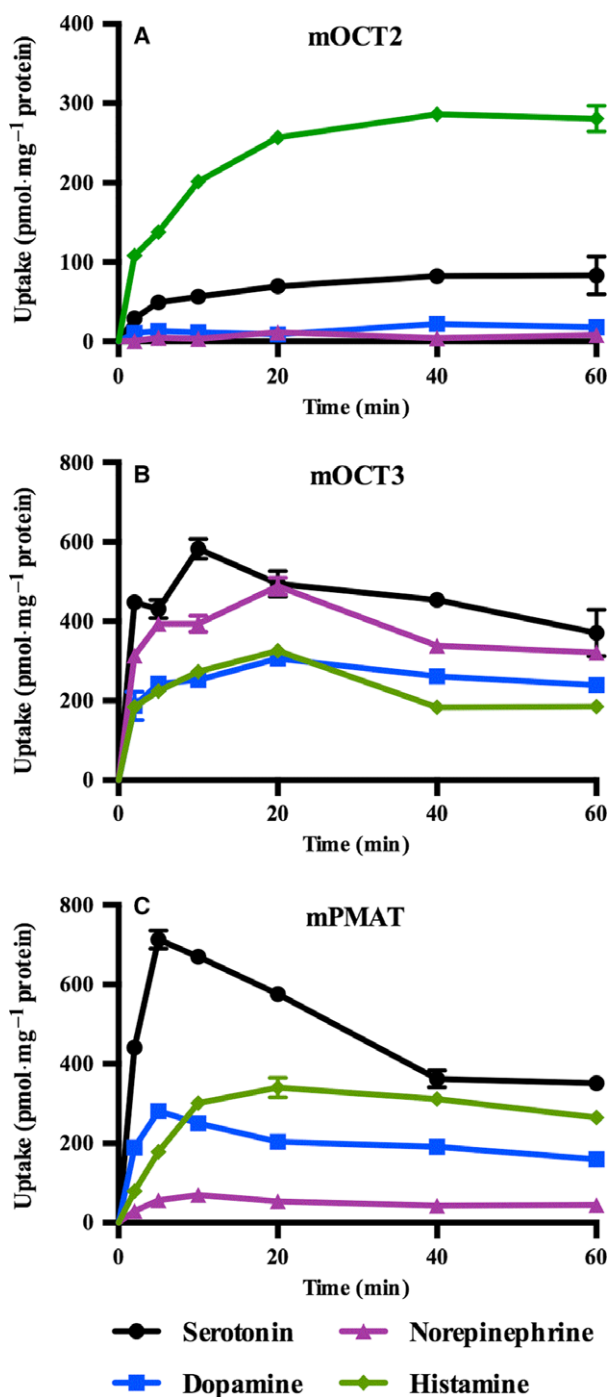 A
mOCT2
Uptake (pmol·mg⁻¹ protein)
400
300
200
100
0
0 20 40 60
Time (min)
B
mOCT3
Uptake (pmol·mg⁻¹ protein)
800
600
400
200
0
0 20 40 60
Time (min)
C
mPMAT
Uptake (pmol·mg⁻¹ protein)
800
600
400
200
0
0 20 40 60
Time (min)
Serotonin Norepinephrine
Dopamine Histamine